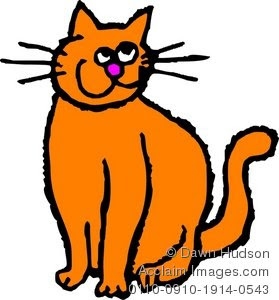 © Dawn Hudson
Acclaim Images.com
0110-0910-1914-0543